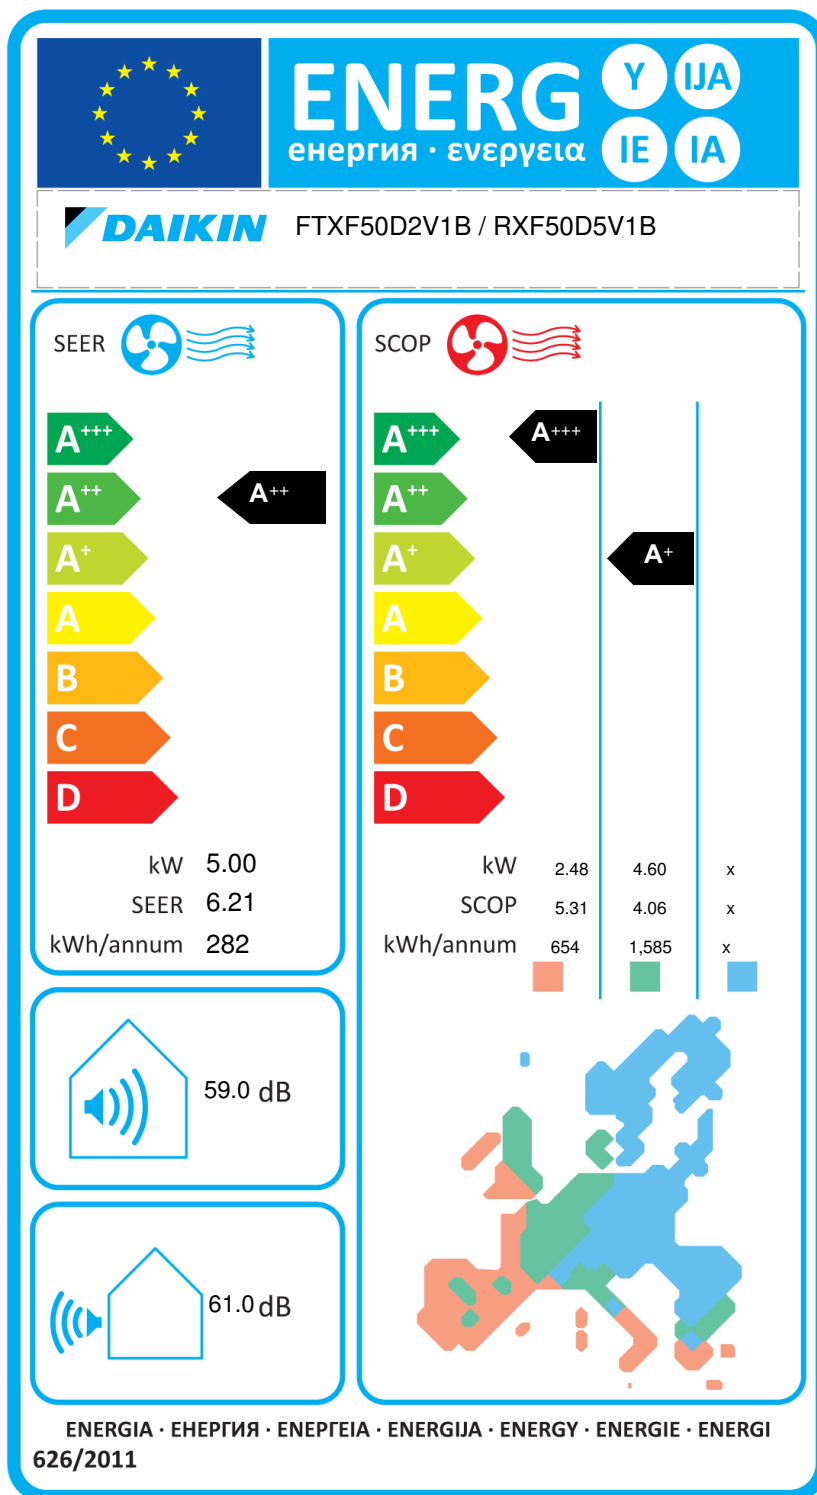 ENERG
енергия · ενεργεια
Y IJA
IE IA
DAIKIN FTXF50D2V1B / RXF50D5V1B
SEER
A+++
A++ A++
A+
A
B
C
D
kW 5.00
SEER 6.21
kWh/annum 282
SCOP
A+++ A+++
A++
A+ A+
A
B
C
D
kW 2.48 4.60 x
SCOP 5.31 4.06 x
kWh/annum 654 1,585 x
59.0 dB
61.0 dB
ENERGIA · ЕНЕРГИЯ · ΕΝΕΡΓΕΙΑ · ENERGIJA · ENERGY · ENERGIE · ENERGI
626/2011